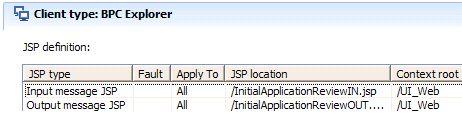 Client type: BPC Explorer
JSP definition:
JSP type Fault Apply To JSP location Context root
Input message JSP All /InitialApplicationReviewIN.jsp /UI_Web
Output message JSP All /InitialApplicationReviewOUT.... /UI_Web